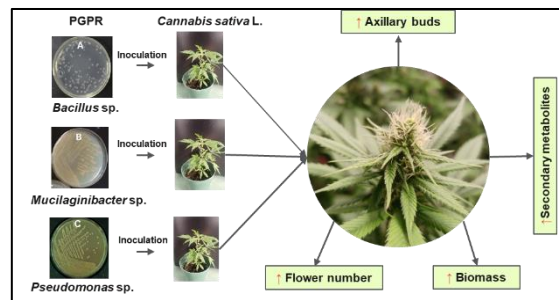 PGPR
Cannabis sativa L.
↑ Axillary buds
A
Inoculation
Bacillus sp.
B
Inoculation
Mucilaginibacter sp.
C
Inoculation
Pseudomonas sp.
↑ Secondary metabolites
↑ Flower number
↑ Biomass